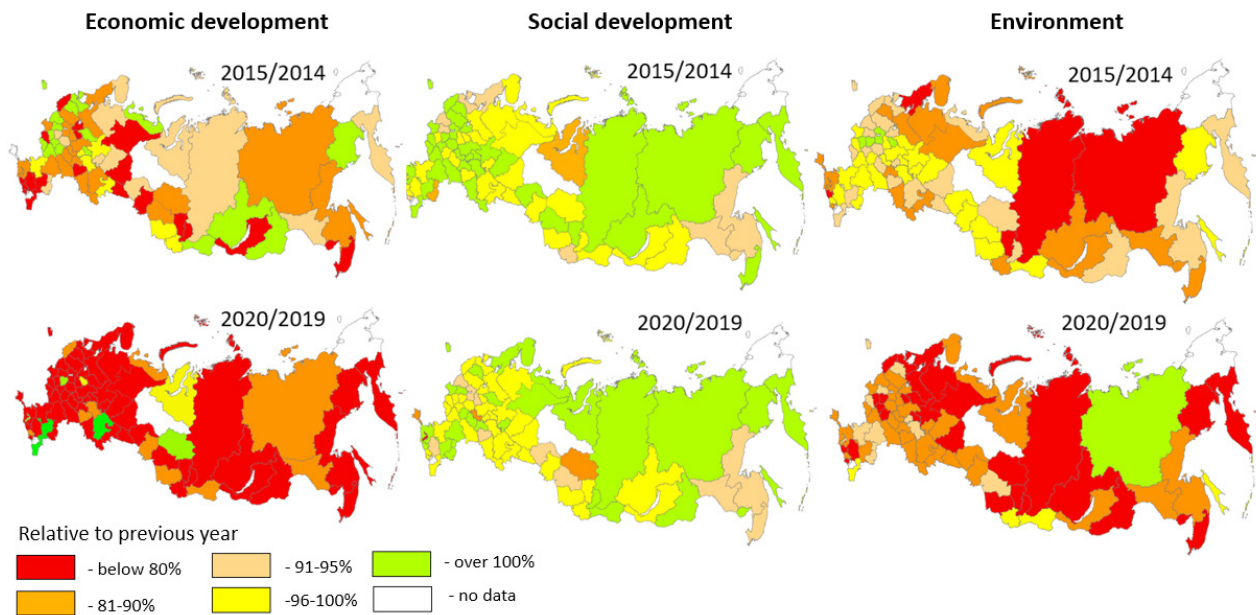 Economic development
Social development
Environment
2015/2014
2015/2014
2015/2014
2020/2019
2020/2019
2020/2019
Relative to previous year
- below 80%
- 91-95%
- over 100%
- 81-90%
-96-100%
- no data